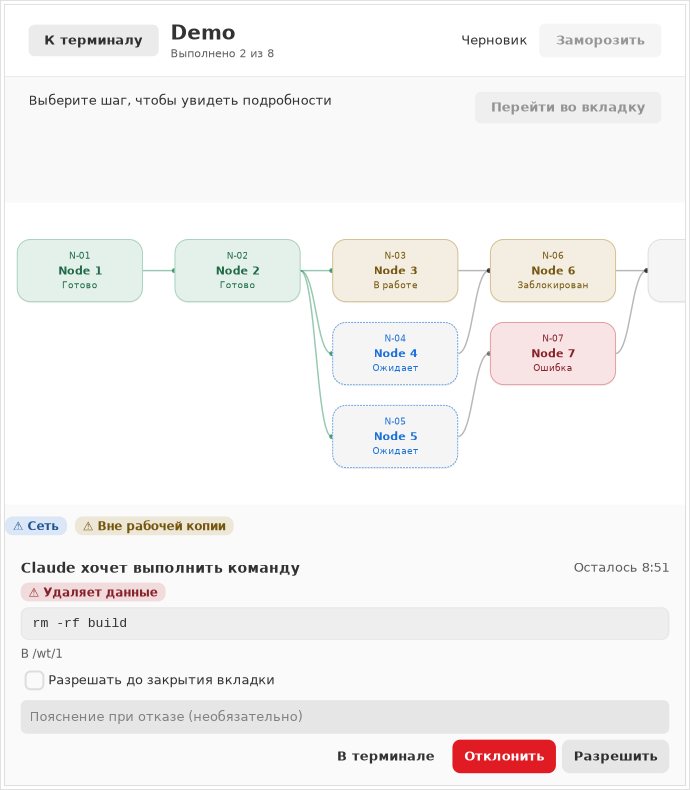 К терминалу
Demo
Выполнено 2 из 8
Черновик
Заморозить
Выберите шаг, чтобы увидеть подробности
Перейти во вкладку
N-01
Node 1
Готово
N-02
Node 2
Готово
N-03
Node 3
В работе
N-06
Node 6
Заблокирован
N-04
Node 4
Ожидает
N-07
Node 7
Ошибка
N-05
Node 5
Ожидает
⚠ Сеть
⚠ Вне рабочей копии
Claude хочет выполнить команду
Осталось 8:51
⚠ Удаляет данные
rm -rf build
В /wt/1
Разрешать до закрытия вкладки
Пояснение при отказе (необязательно)
В терминале
Отклонить
Разрешить